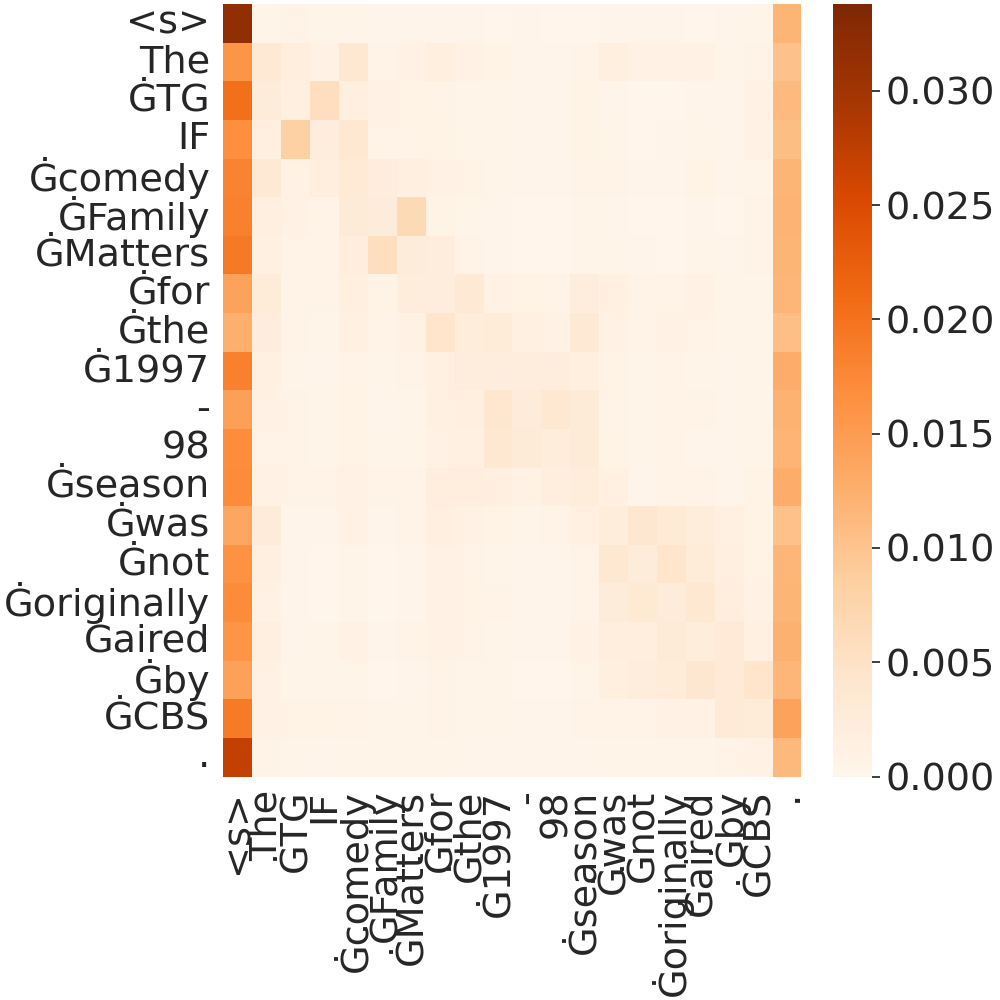 <s>
The
ĠTG
IF
Ġcomedy
ĠFamily
ĠMatters
Ġfor
Ġthe
Ġ1997
-
98
Ġseason
Ġwas
Ġnot
Ġoriginally
Ġaired
Ġby
ĠCBS
.
<s>
The
ĠTG
IF
Ġcomedy
ĠFamily
ĠMatters
Ġfor
Ġthe
Ġ1997
-
98
Ġseason
Ġwas
Ġnot
Ġoriginally
Ġaired
Ġby
ĠCBS
.
0.030
0.025
0.020
0.015
0.010
0.005
0.000